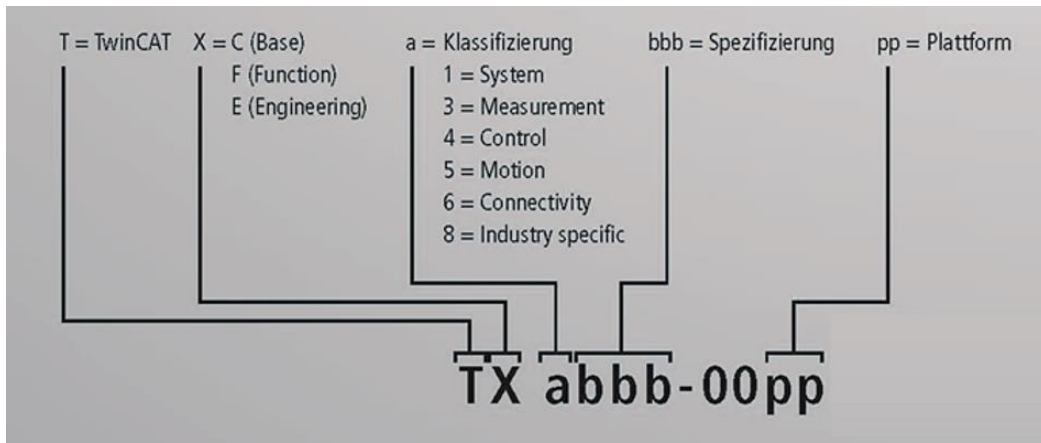 T = TwinCAT X = C (Base) a = Klassifizierung bbb = Spezifizierung pp = Plattform
F (Function) 1 = System
E (Engineering) 3 = Measurement
4 = Control
5 = Motion
6 = Connectivity
8 = Industry specific
TX abbb-00pp